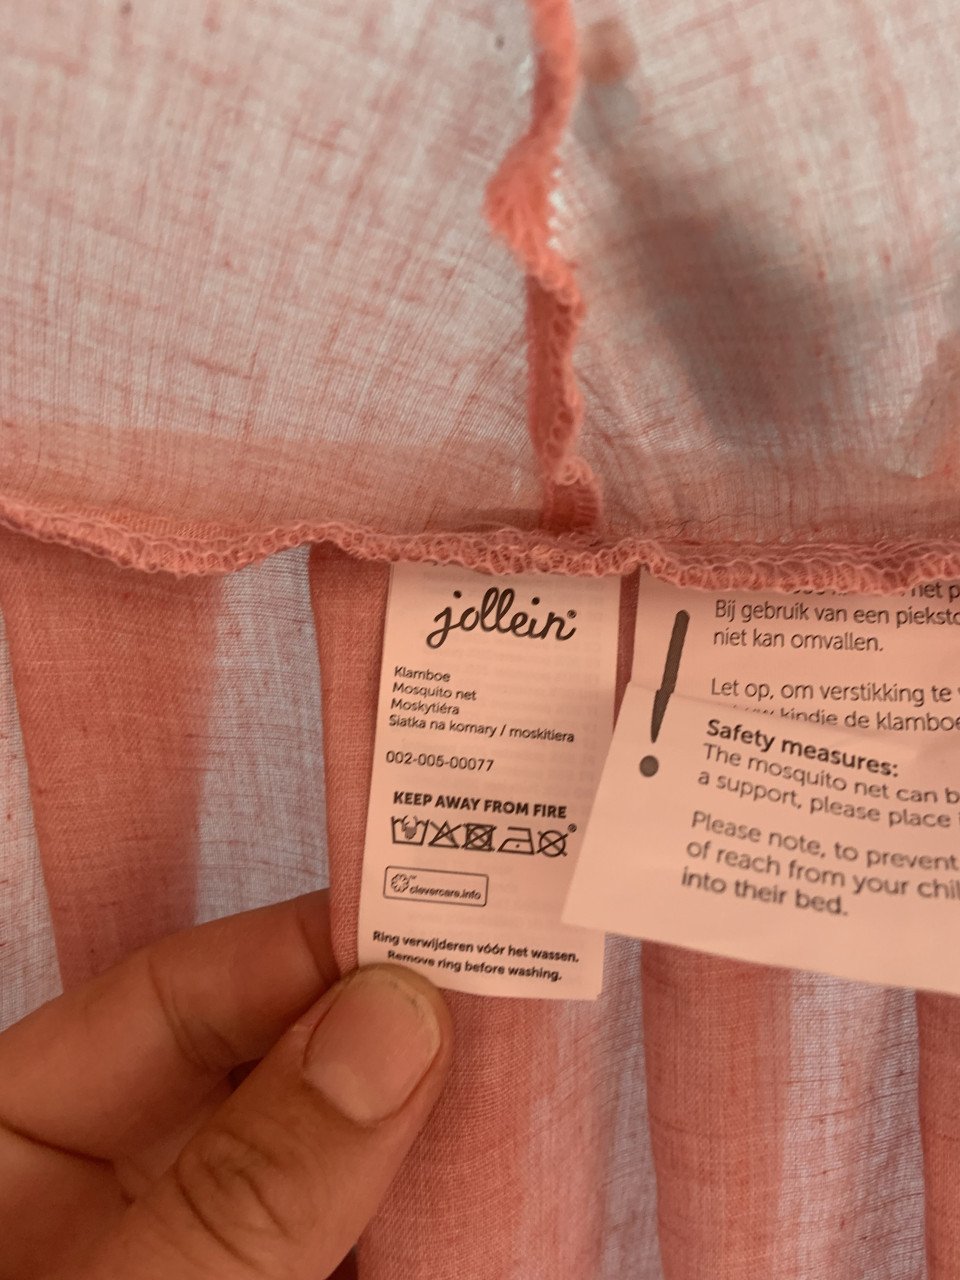 jollein®
Klamboe
Mosquito net
Moskytiéra
Siatka na komary / moskitiera
002-005-00077
KEEP AWAY FROM FIRE
clevercare.info
Ring verwijderen vóór het wassen.
Remove ring before washing.
Bij gebruik van een
niet kan omvallen.
Let op, om verstikking te
kindje de
Safety measures:
The mosquito net can
a support, please place
Please note, to prevent
of reach from your
into their bed.